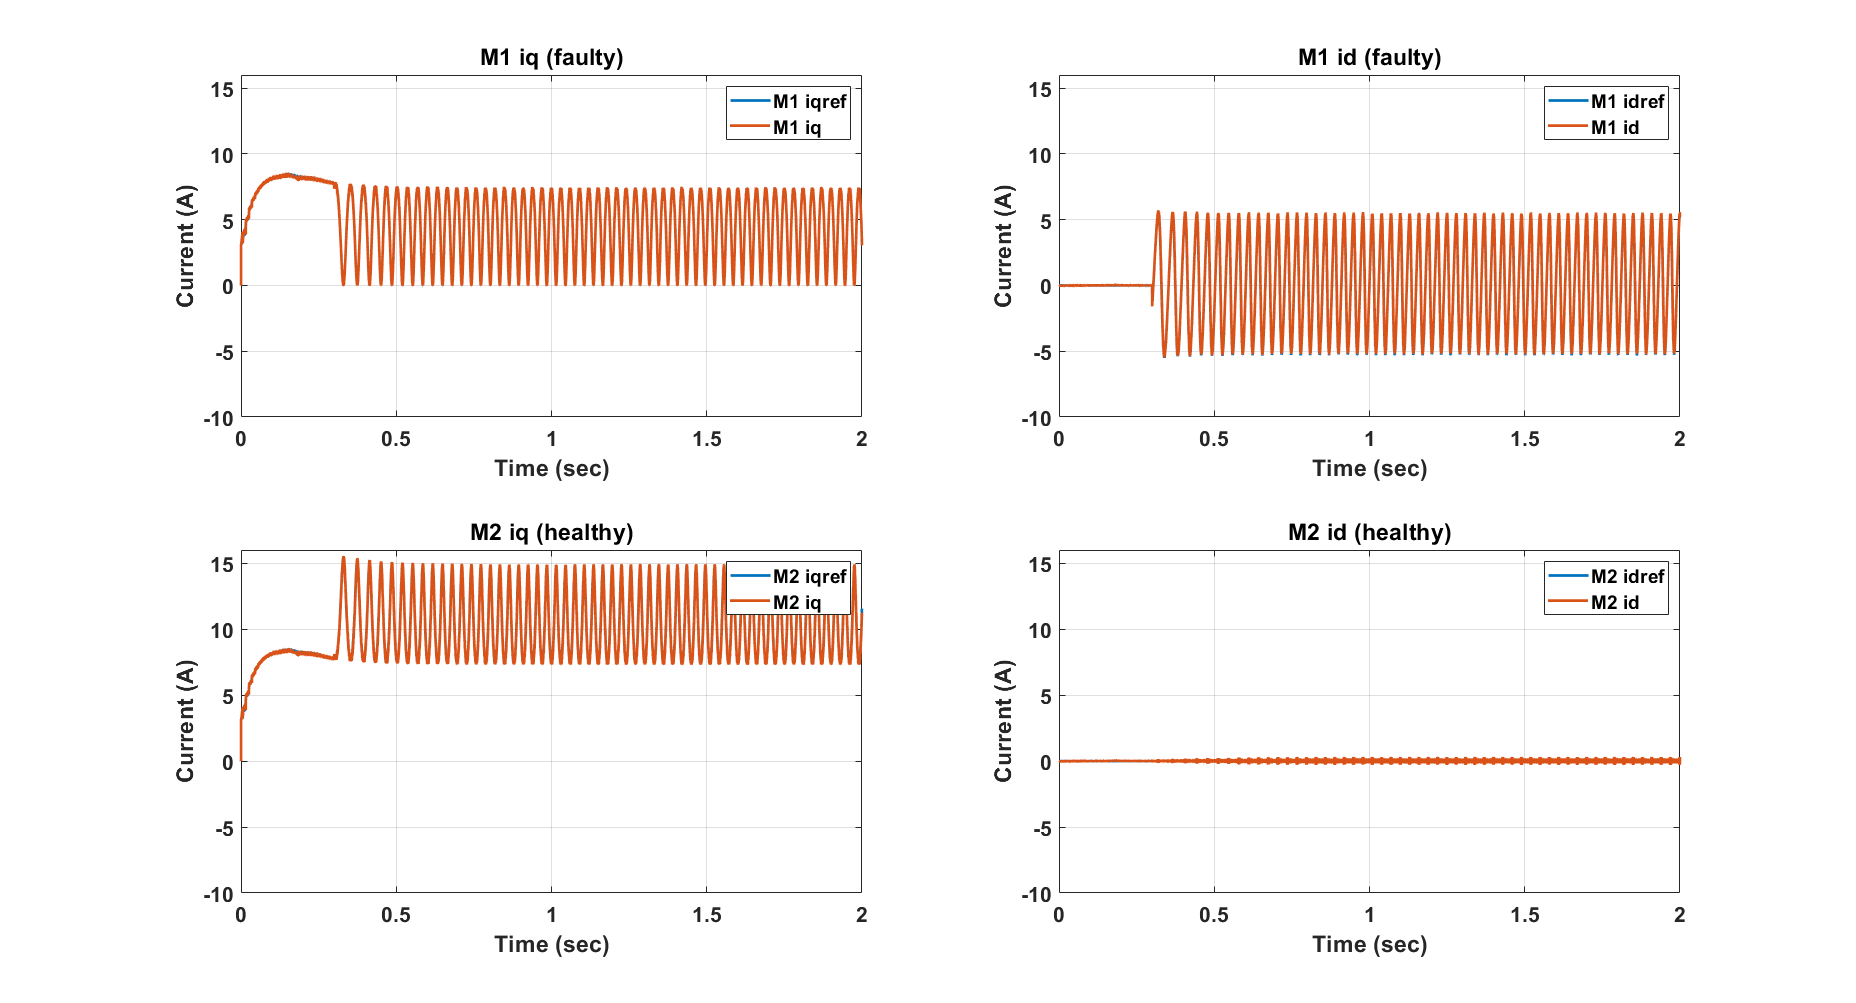 M1 iq (faulty)
15
10
5
0
-5
-10
Current (A)
0
0.5
1
1.5
2
Time (sec)
M1 iqref
M1 iq
M1 id (faulty)
15
10
5
0
-5
-10
Current (A)
0
0.5
1
1.5
2
Time (sec)
M1 idref
M1 id
M2 iq (healthy)
15
10
5
0
-5
-10
Current (A)
0
0.5
1
1.5
2
Time (sec)
M2 iqref
M2 iq
M2 id (healthy)
15
10
5
0
-5
-10
Current (A)
0
0.5
1
1.5
2
Time (sec)
M2 idref
M2 id